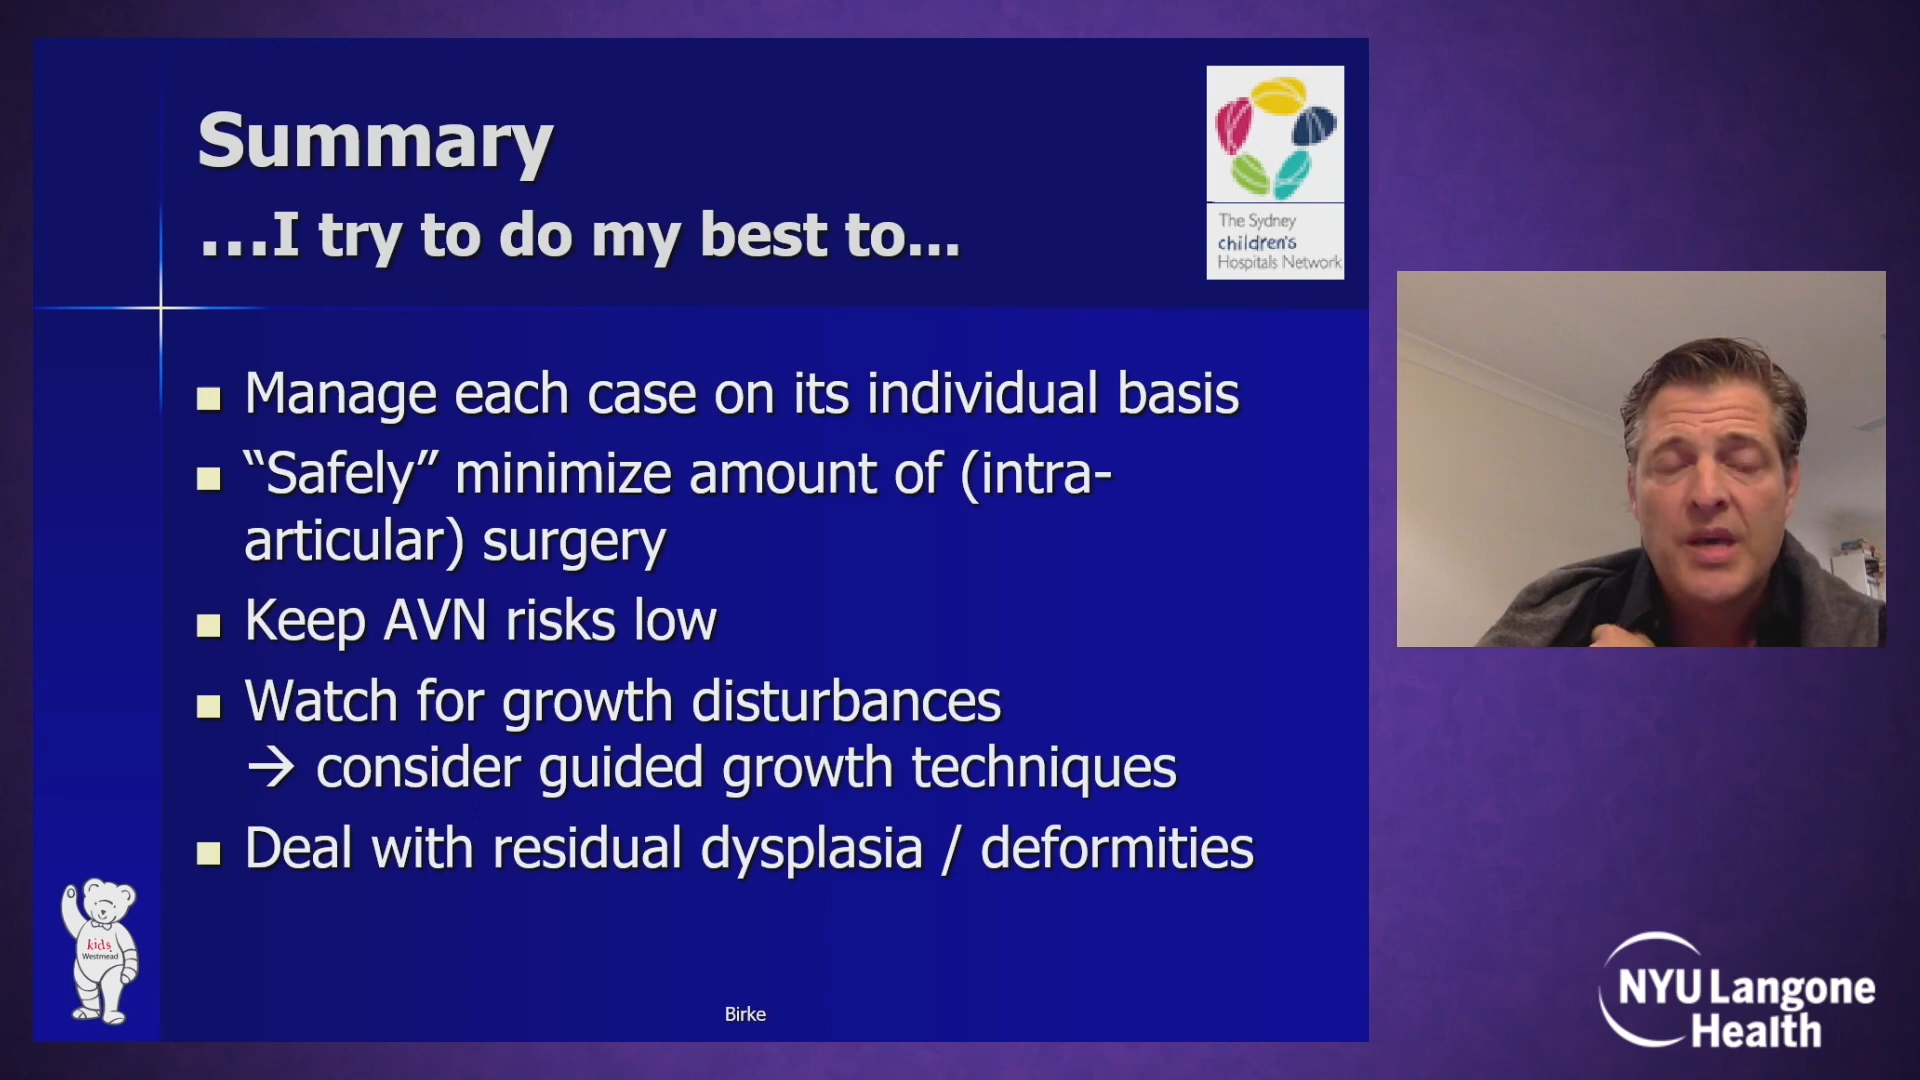 Summary
...I try to do my best to...
The Sydney
children's
Hospitals Network
Manage each case on its individual basis
“Safely” minimize amount of (intra-
articular) surgery
Keep AVN risks low
Watch for growth disturbances
→ consider guided growth techniques
Deal with residual dysplasia / deformities
kids
Westmead
Birke
NYU Langone
Health